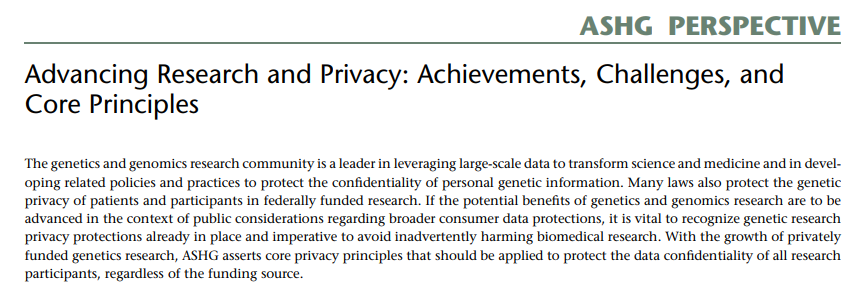 ASHG PERSPECTIVE
Advancing Research and Privacy: Achievements, Challenges, and
Core Principles
The genetics and genomics research community is a leader in leveraging large-scale data to transform science and medicine and in devel-
oping related policies and practices to protect the confidentiality of personal genetic information. Many laws also protect the genetic
privacy of patients and participants in federally funded research. If the potential benefits of genetics and genomics research are to be
advanced in the context of public considerations regarding broader consumer data protections, it is vital to recognize genetic research
privacy protections already in place and imperative to avoid inadvertently harming biomedical research. With the growth of privately
funded genetics research, ASHG asserts core privacy principles that should be applied to protect the data confidentiality of all research
participants, regardless of the funding source.